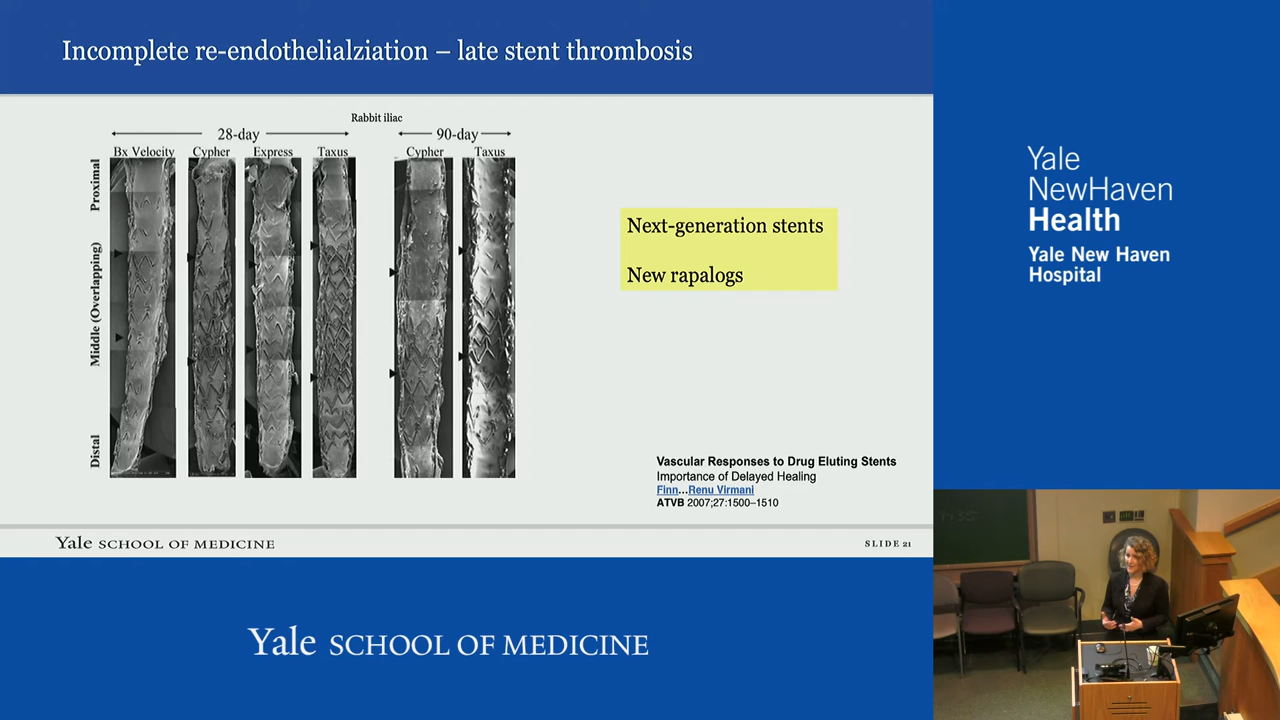 Incomplete re-endothelialziation – late stent thrombosis
Rabbit iliac
28-day
90-day
Bx Velocity
Cypher
Express
Taxus
Cypher
Taxus
Proximal
Middle (Overlapping)
Distal
Next-generation stents
New rapalogs
Vascular Responses to Drug Eluting Stents
Importance of Delayed Healing
Finn...Renu Virmani
ATVB 2007;27:1500–1510
Yale SCHOOL OF MEDICINE
SLIDE 21
Yale SCHOOL OF MEDICINE
Yale
NewHaven
Health
Yale New Haven
Hospital